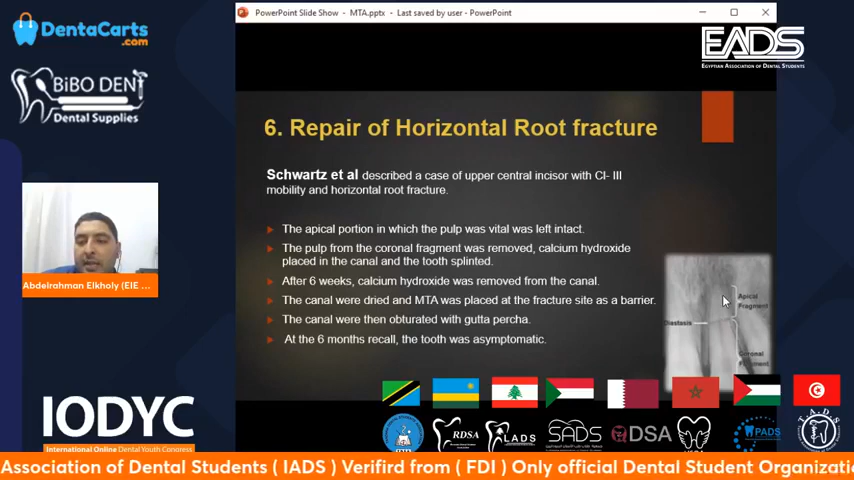 DentaCarts
.com
BiBO DENT
Dental Supplies
PowerPoint Slide Show - MTA.pptx - Last saved by user - PowerPoint
EADS
EGYPTIAN ASSOCIATION OF DENTAL STUDENTS
6. Repair of Horizontal Root fracture
Schwartz et al described a case of upper central incisor with Cl- III
mobility and horizontal root fracture.
The apical portion in which the pulp was vital was left intact.
The pulp from the coronal fragment was removed, calcium hydroxide
placed in the canal and the tooth splinted.
After 6 weeks, calcium hydroxide was removed from the canal.
The canal were dried and MTA was placed at the fracture site as a barrier.
The canal were then obturated with gutta percha.
At the 6 months recall, the tooth was asymptomatic.
Apical
Fragment
Diastasis
Coronal
Fragment
Abdelrahman Elkholy (EIE ...
IODYC
International Online Dental Youth Congress
RDSA
LADS
SADS
QDSA
PADS
TADS
Association of Dental Students ( IADS ) Verifird from ( FDI ) Only official Dental Student Organizatio